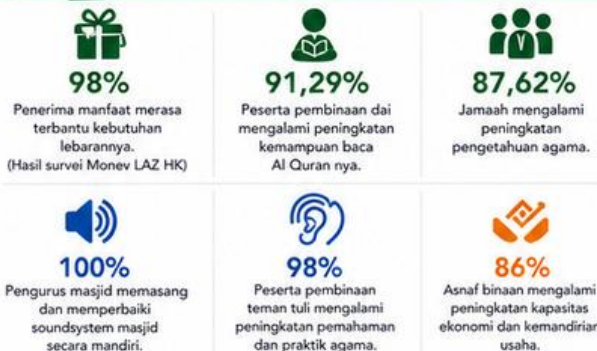 98%
Penerima manfaat merasa
terbantu kebutuhan
lebarannya.
(Hasil survei Monev LAZ HK)
91,29%
Peserta pembinaan dai
mengalami peningkatan
kemampuan baca
Al Quran nya.
87,62%
Jamaah mengalami
peningkatan
pengetahuan agama.
100%
Pengurus masjid memasang
dan memperbaiki
soundsystem masjid
secara mandiri.
98%
Peserta pembinaan
teman tuli mengalami
peningkatan pemahaman
dan praktik agama.
86%
Asnaf binaan mengalami
peningkatan kapasitas
ekonomi dan kemandirian
usaha.